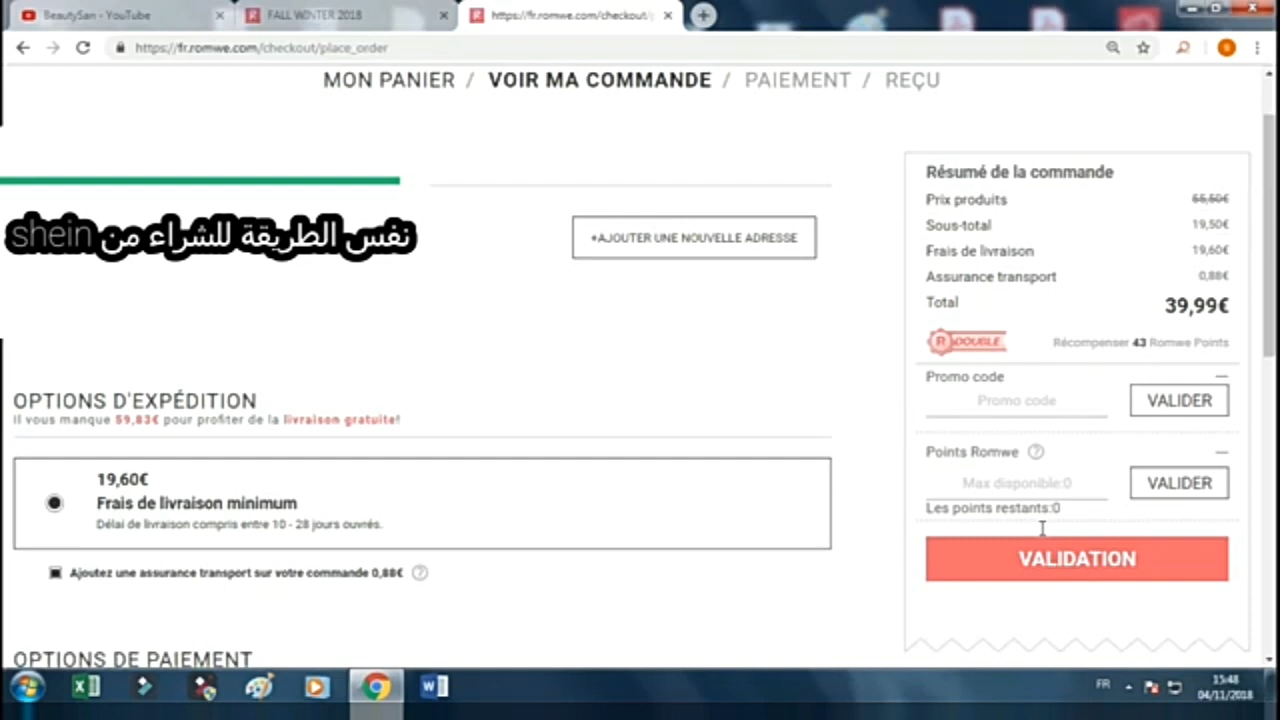 BeautySan - YouTube
FALL WINTER 2018
https://fr.romwe.com/checkout/p
https://fr.romwe.com/checkout/place_order
MON PANIER / VOIR MA COMMANDE / PAIEMENT / REÇU
نفس الطريقة للشراء من shein
+AJOUTER UNE NOUVELLE ADRESSE
OPTIONS D'EXPÉDITION
Il vous manque 59,83€ pour profiter de la livraison gratuite!
19,60€
Frais de livraison minimum
Délai de livraison compris entre 10 - 28 jours ouvrés.
Ajoutez une assurance transport sur votre commande 0,88€ ?
OPTIONS DE PAIEMENT
Résumé de la commande
Prix produits 65,50€
Sous-total 19,50€
Frais de livraison 19,60€
Assurance transport 0,88€
Total 39,99€
R DOUBLE Récompenser 43 Romwe Points
Promo code —
Promo code VALIDER
Points Romwe ? —
Max disponible:0 VALIDER
Les points restants:0
VALIDATION
FR 15:48
04/11/2018